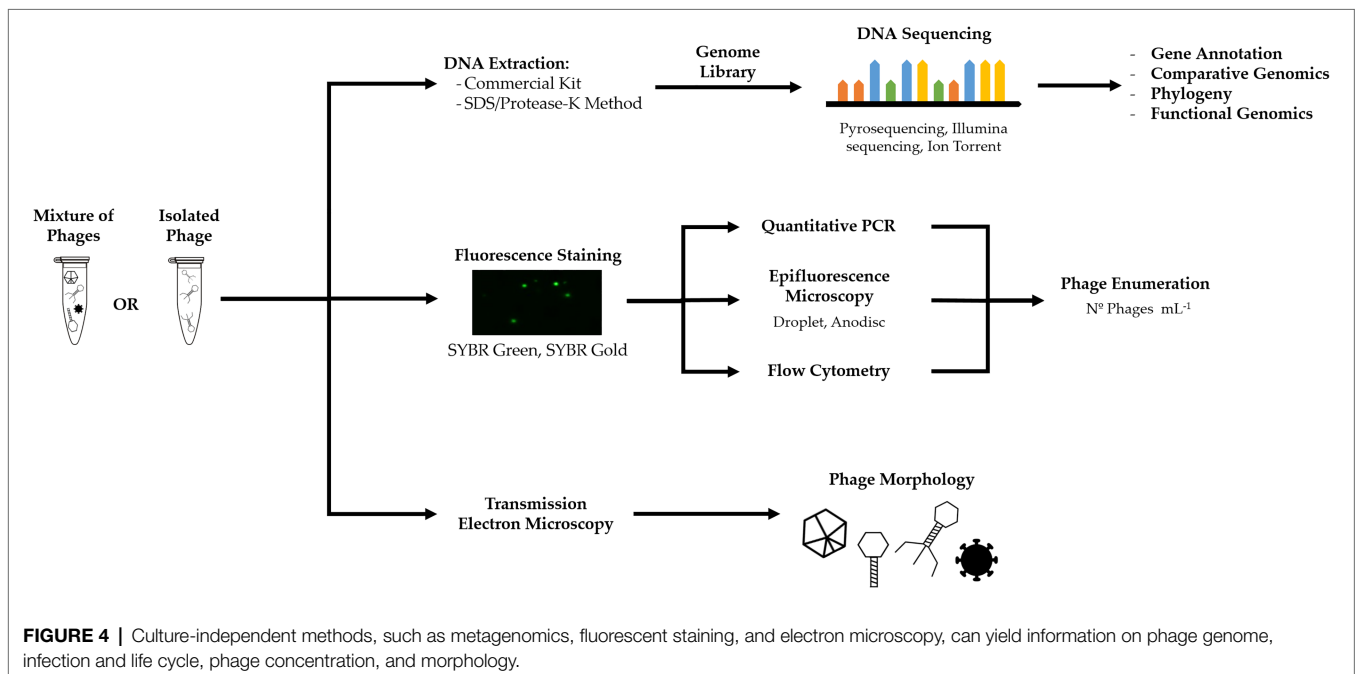 DNA Extraction:
- Commercial Kit
- SDS/Protease-K Method
Genome
Library
DNA Sequencing
Pyrosequencing, Illumina
sequencing, Ion Torrent
- Gene Annotation
- Comparative Genomics
- Phylogeny
- Functional Genomics
Mixture of
Phages
OR
Isolated
Phage
Fluorescence Staining
SYBR Green, SYBR Gold
Quantitative PCR
Epifluorescence
Microscopy
Droplet, Anodisc
Flow Cytometry
Phage Enumeration
Nº Phages mL⁻¹
Transmission
Electron Microscopy
Phage Morphology
FIGURE 4 | Culture-independent methods, such as metagenomics, fluorescent staining, and electron microscopy, can yield information on phage genome,
infection and life cycle, phage concentration, and morphology.